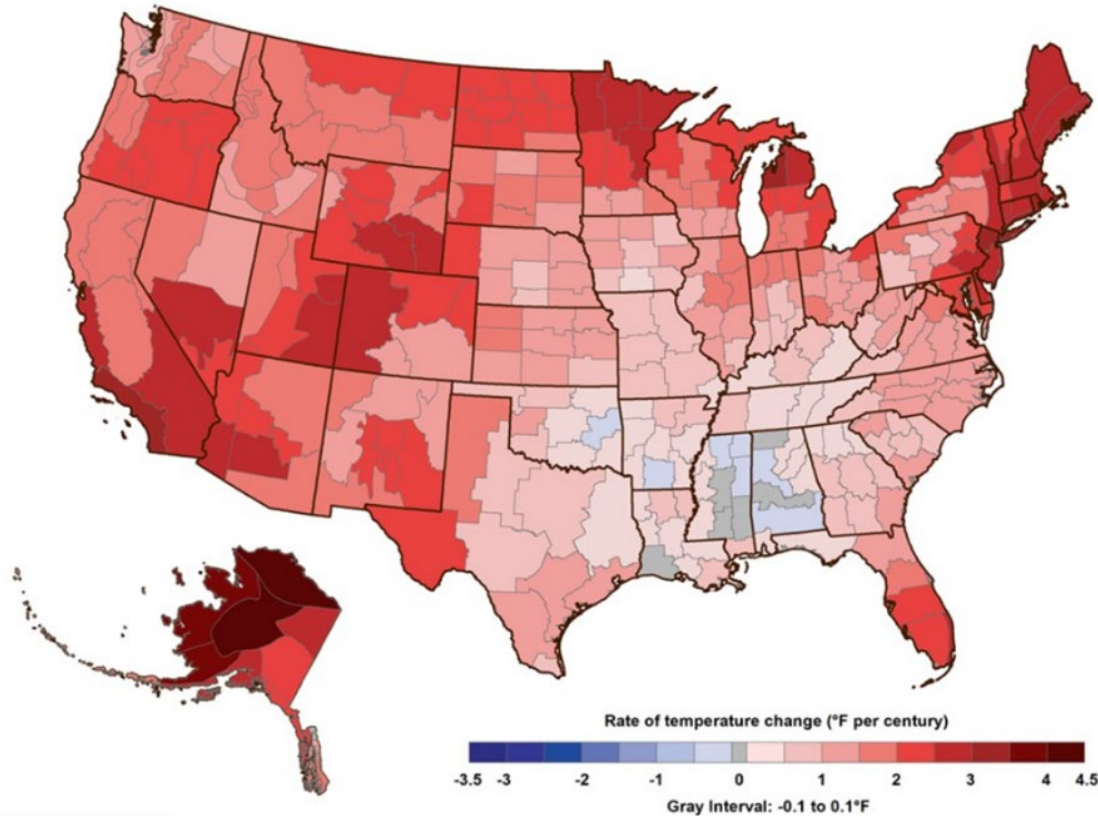 Rate of temperature change (°F per century)
-3.5 -3 -2 -1 0 1 2 3 4 4.5
Gray Interval: -0.1 to 0.1°F